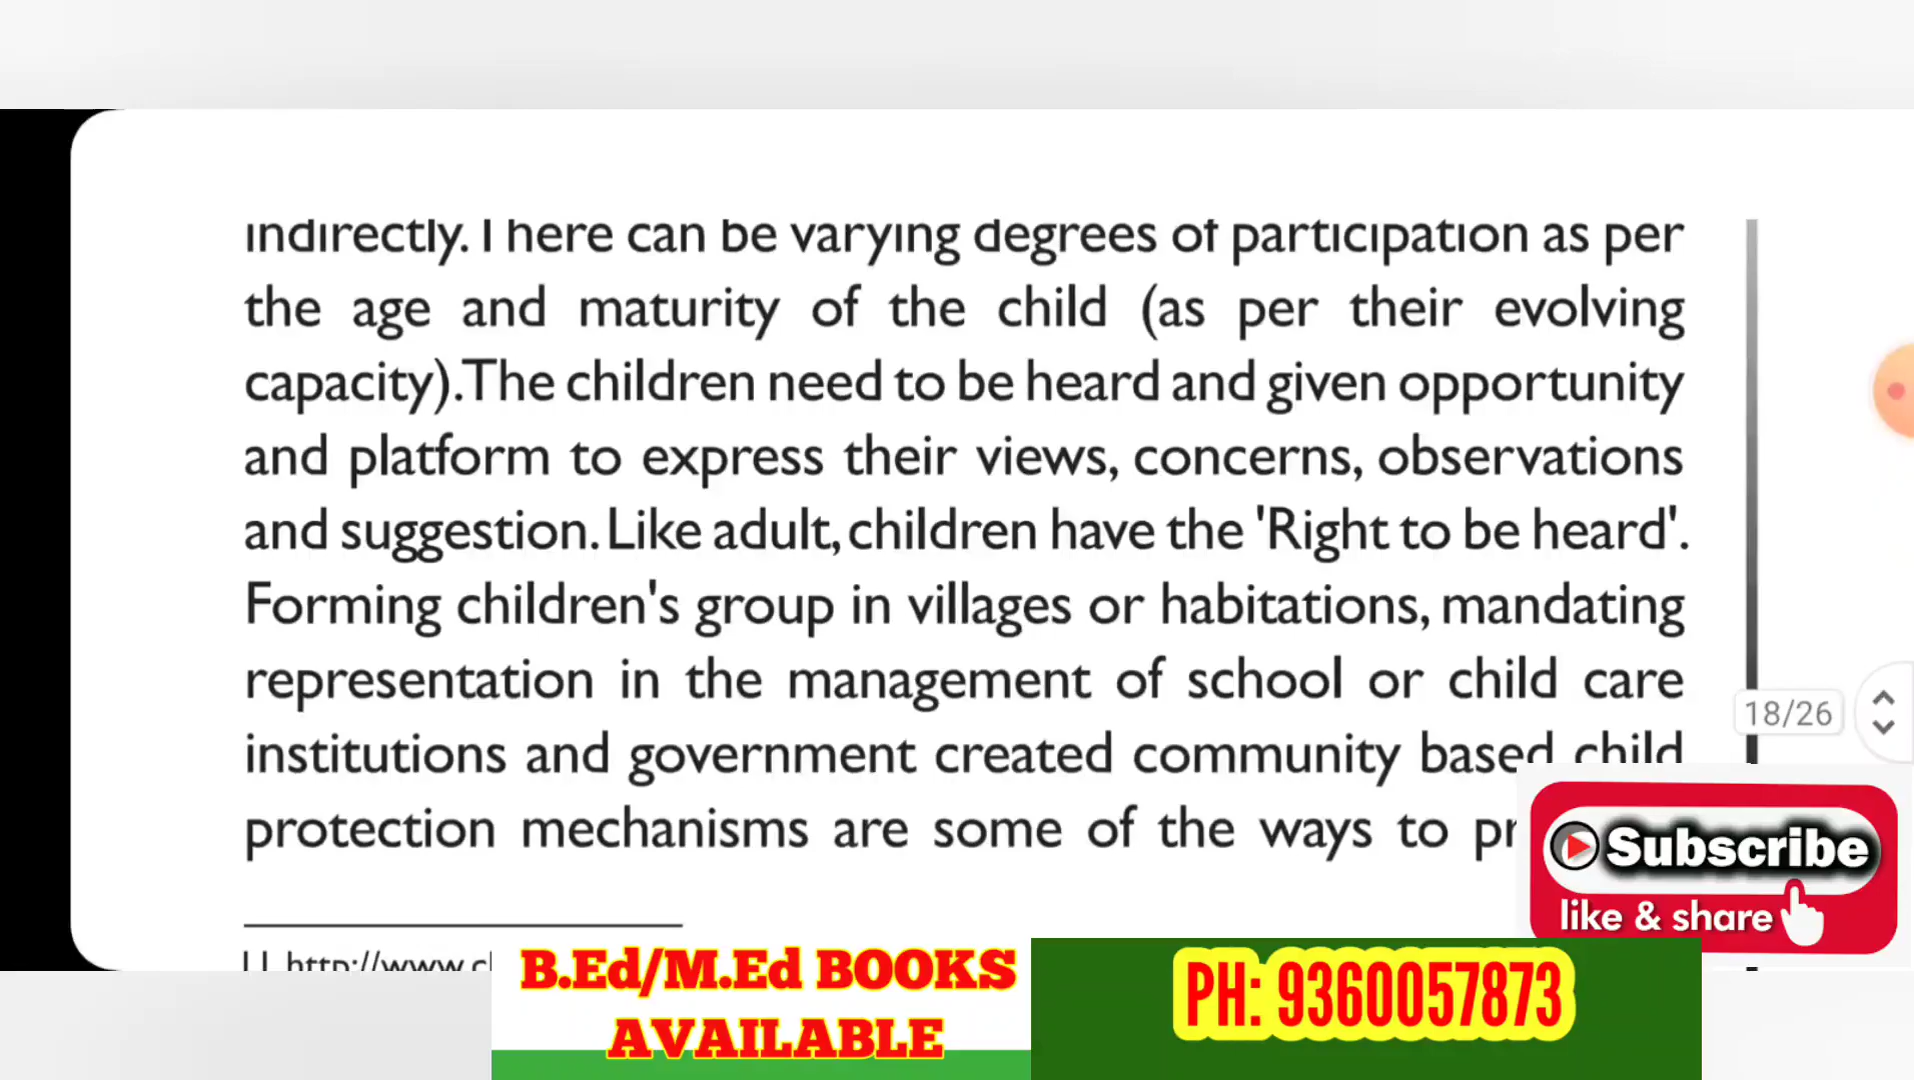 indirectly. There can be varying degrees of participation as per
the age and maturity of the child (as per their evolving
capacity). The children need to be heard and given opportunity
and platform to express their views, concerns, observations
and suggestion. Like adult, children have the 'Right to be heard'.
Forming children's group in villages or habitations, mandating
representation in the management of school or child care
institutions and government created community based child
protection mechanisms are some of the ways to
18/26
Subscribe
like & share
11 http://www.
B.Ed/M.Ed BOOKS
AVAILABLE
PH: 9360057873